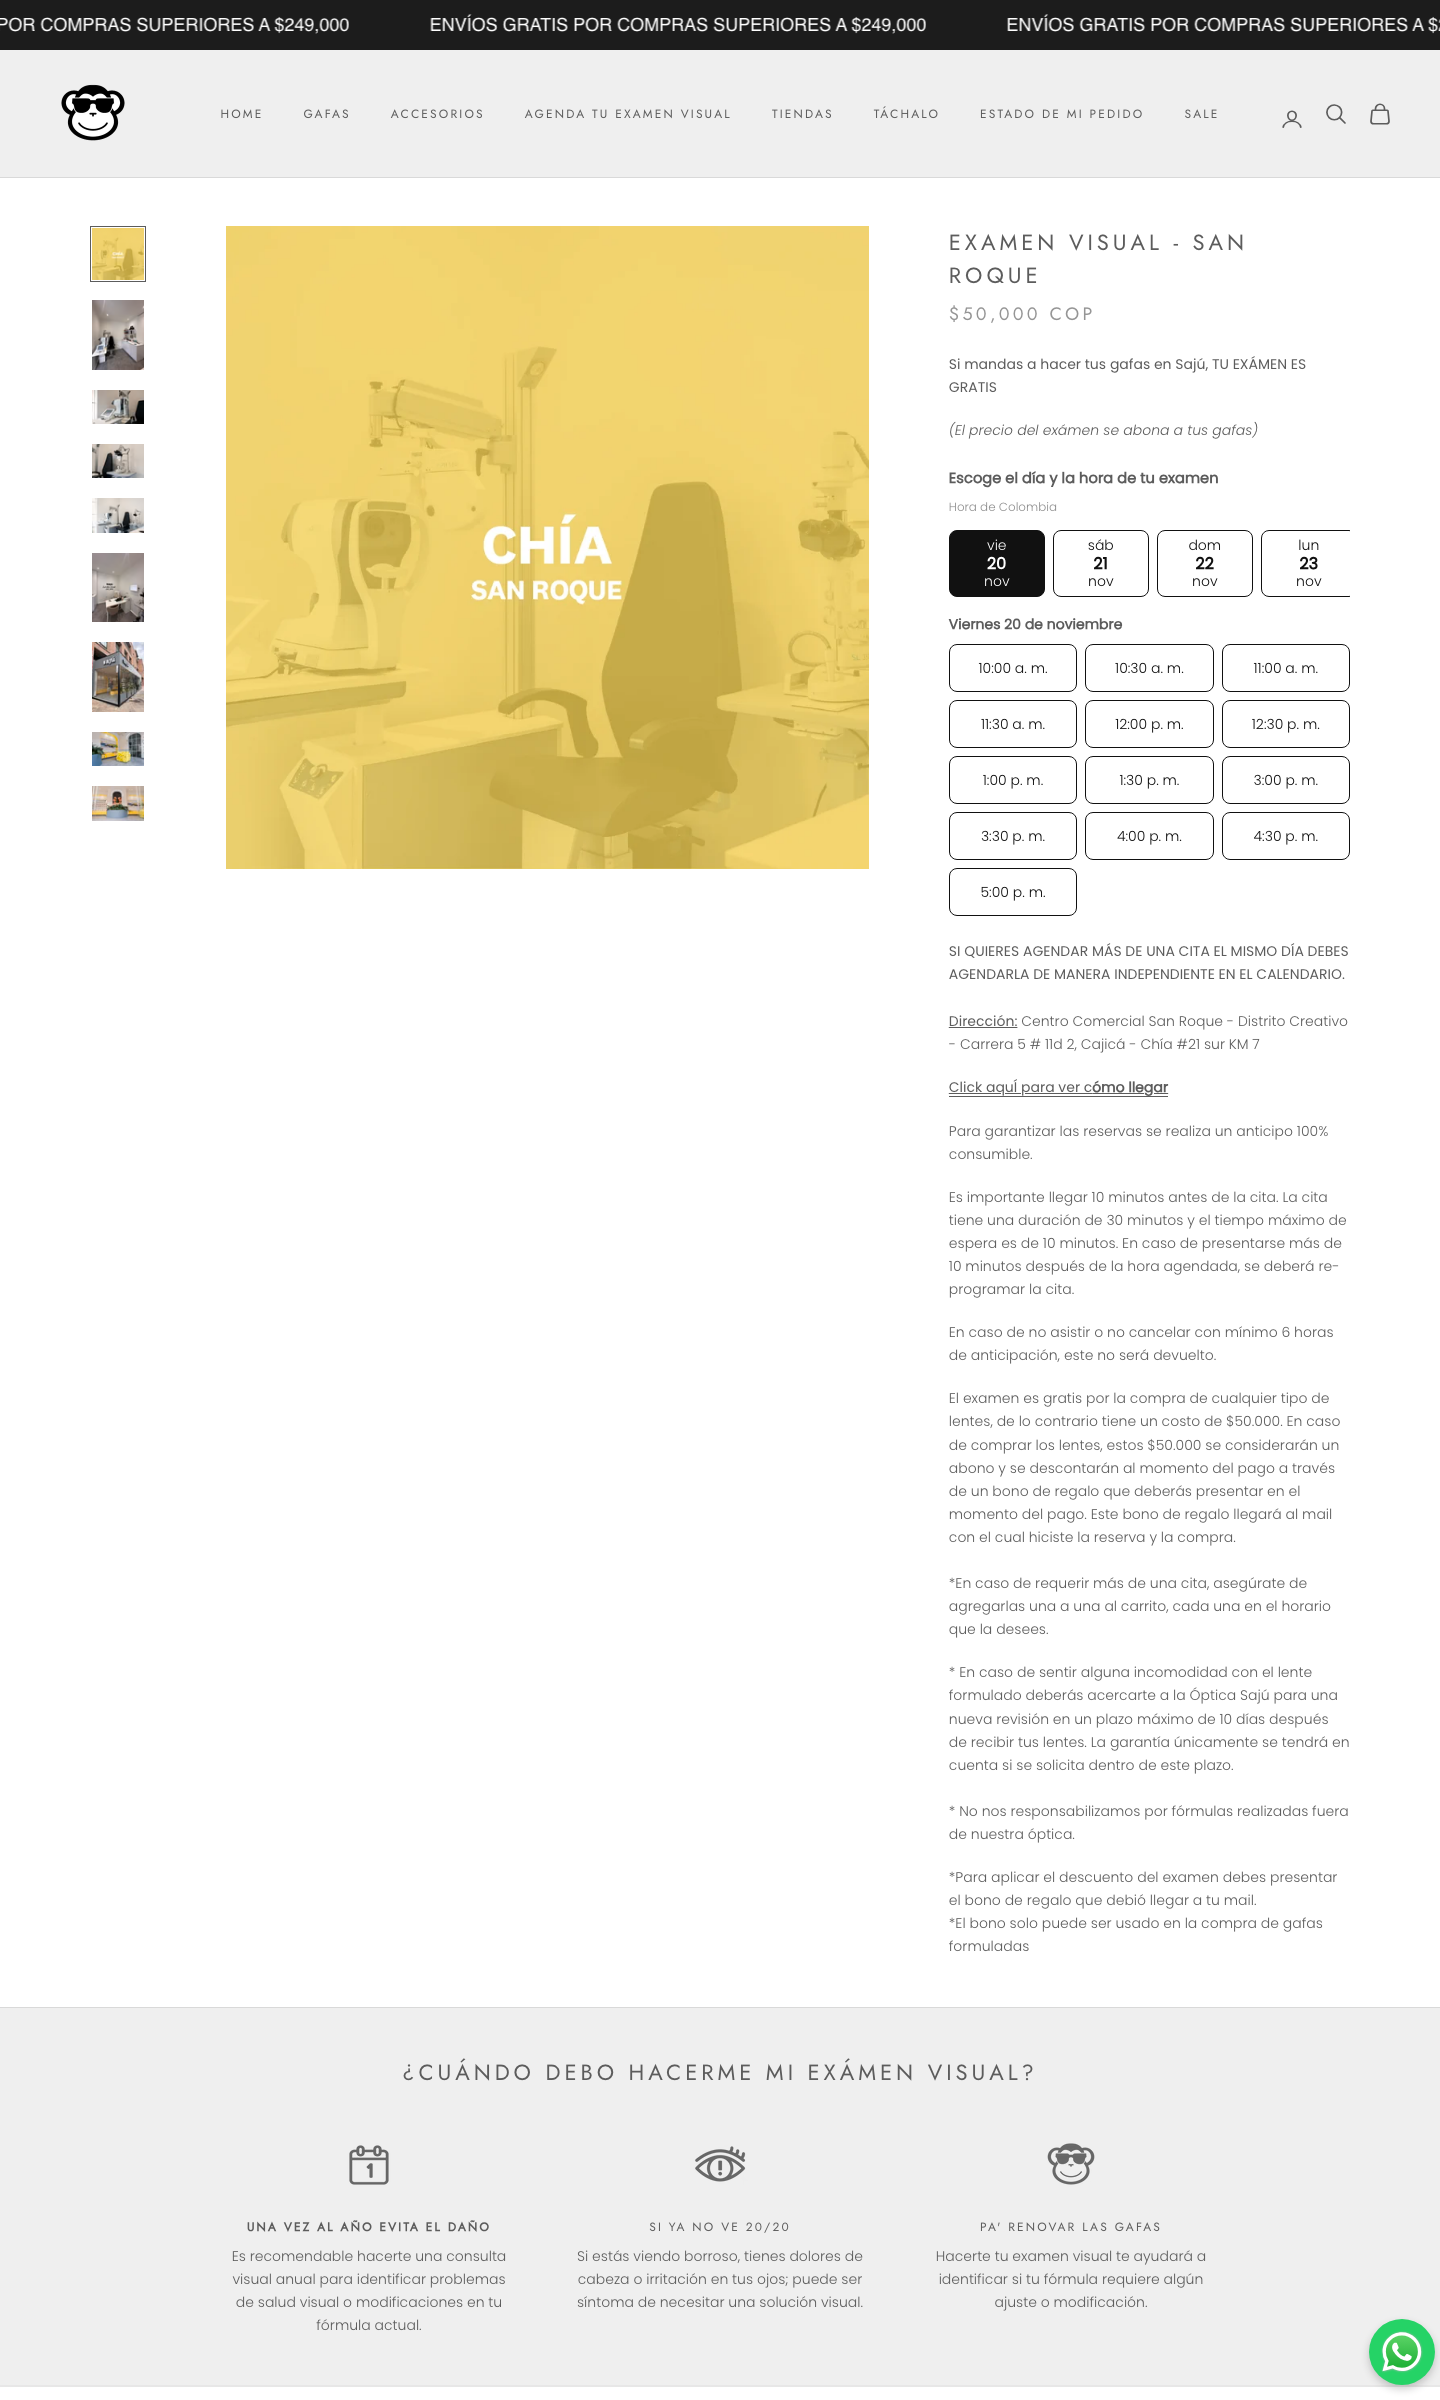 POR COMPRAS SUPERIORES A $249,000
ENVÍOS GRATIS POR COMPRAS SUPERIORES A $249,000
ENVÍOS GRATIS POR COMPRAS SUPERIORES A
HOME
GAFAS
ACCESORIOS
AGENDA TU EXAMEN VISUAL
TIENDAS
TÁCHALO
ESTADO DE MI PEDIDO
SALE
CHÍA
SAN ROQUE
EXAMEN VISUAL - SAN
ROQUE
$50,000 COP
Si mandas a hacer tus gafas en Sajú, TU EXÁMEN ES
GRATIS
(El precio del exámen se abona a tus gafas)
Escoge el día y la hora de tu examen
Hora de Colombia
vie
20
nov
sáb
21
nov
dom
22
nov
lun
23
nov
Viernes 20 de noviembre
10:00 a. m.
10:30 a. m.
11:00 a. m.
11:30 a. m.
12:00 p. m.
12:30 p. m.
1:00 p. m.
1:30 p. m.
3:00 p. m.
3:30 p. m.
4:00 p. m.
4:30 p. m.
5:00 p. m.
SI QUIERES AGENDAR MÁS DE UNA CITA EL MISMO DÍA DEBES
AGENDARLA DE MANERA INDEPENDIENTE EN EL CALENDARIO.
Dirección: Centro Comercial San Roque - Distrito Creativo
- Carrera 5 # 11d 2, Cajicá - Chía #21 sur KM 7
Click aquÍ para ver cómo llegar
Para garantizar las reservas se realiza un anticipo 100%
consumible.
Es importante llegar 10 minutos antes de la cita. La cita
tiene una duración de 30 minutos y el tiempo máximo de
espera es de 10 minutos. En caso de presentarse más de
10 minutos después de la hora agendada, se deberá re-
programar la cita.
En caso de no asistir o no cancelar con mínimo 6 horas
de anticipación, este no será devuelto.
El examen es gratis por la compra de cualquier tipo de
lentes, de lo contrario tiene un costo de $50.000. En caso
de comprar los lentes, estos $50.000 se considerarán un
abono y se descontarán al momento del pago a través
de un bono de regalo que deberás presentar en el
momento del pago. Este bono de regalo llegará al mail
con el cual hiciste la reserva y la compra.
*En caso de requerir más de una cita, asegúrate de
agregarlas una a una al carrito, cada una en el horario
que la desees.
* En caso de sentir alguna incomodidad con el lente
formulado deberás acercarte a la Óptica Sajú para una
nueva revisión en un plazo máximo de 10 días después
de recibir tus lentes. La garantía únicamente se tendrá en
cuenta si se solicita dentro de este plazo.
* No nos responsabilizamos por fórmulas realizadas fuera
de nuestra óptica.
*Para aplicar el descuento del examen debes presentar
el bono de regalo que debió llegar a tu mail.
*El bono solo puede ser usado en la compra de gafas
formuladas
¿CUÁNDO DEBO HACERME MI EXÁMEN VISUAL?
1
UNA VEZ AL AÑO EVITA EL DAÑO
Es recomendable hacerte una consulta
visual anual para identificar problemas
de salud visual o modificaciones en tu
fórmula actual.
SI YA NO VE 20/20
Si estás viendo borroso, tienes dolores de
cabeza o irritación en tus ojos; puede ser
síntoma de necesitar una solución visual.
PA' RENOVAR LAS GAFAS
Hacerte tu examen visual te ayudará a
identificar si tu fórmula requiere algún
ajuste o modificación.